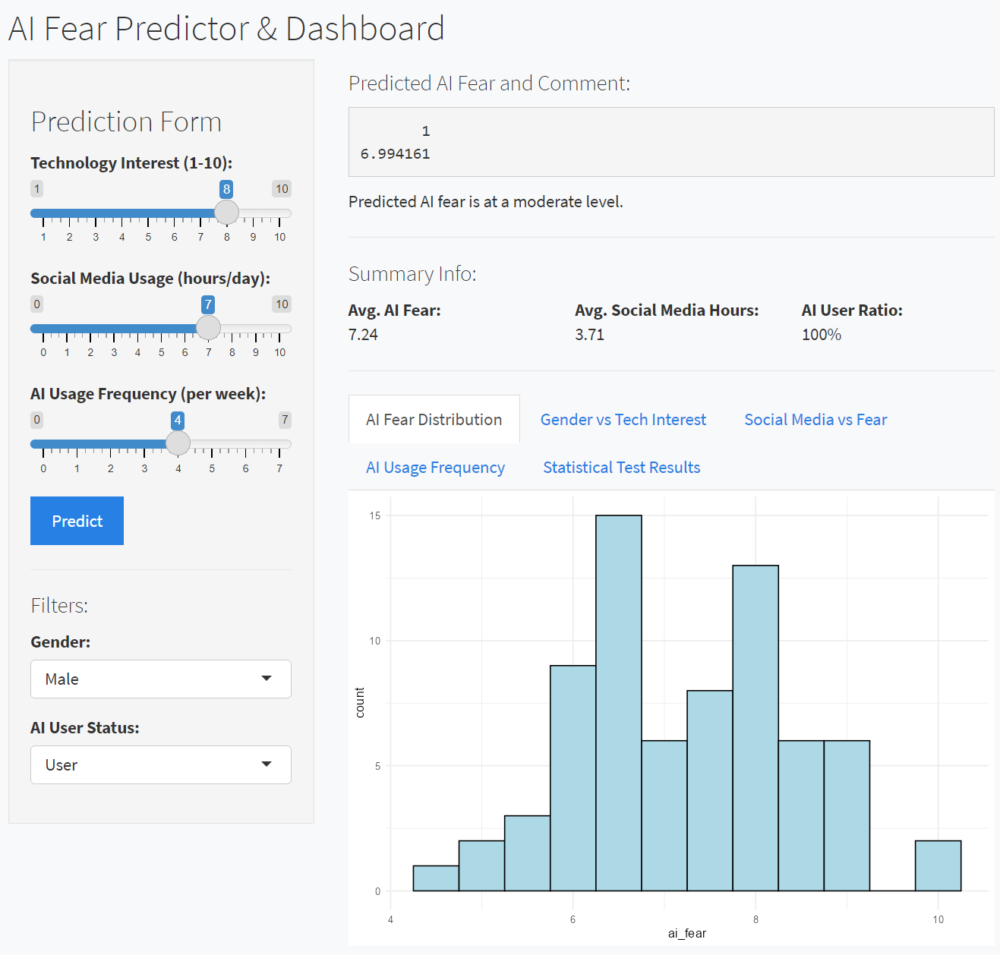 AI Fear Predictor & Dashboard
Prediction Form
Technology Interest (1-10):
1 8 10
1 2 3 4 5 6 7 8 9 10
Social Media Usage (hours/day):
0 7 10
0 1 2 3 4 5 6 7 8 9 10
AI Usage Frequency (per week):
0 4 7
0 1 2 3 4 5 6 7
Predict
Filters:
Gender:
Male
AI User Status:
User
Predicted AI Fear and Comment:
1
6.994161
Predicted AI fear is at a moderate level.
Summary Info:
Avg. AI Fear: Avg. Social Media Hours: AI User Ratio:
7.24 3.71 100%
AI Fear Distribution Gender vs Tech Interest Social Media vs Fear
AI Usage Frequency Statistical Test Results
15
10
5
0
count
4 6 8 10
ai_fear